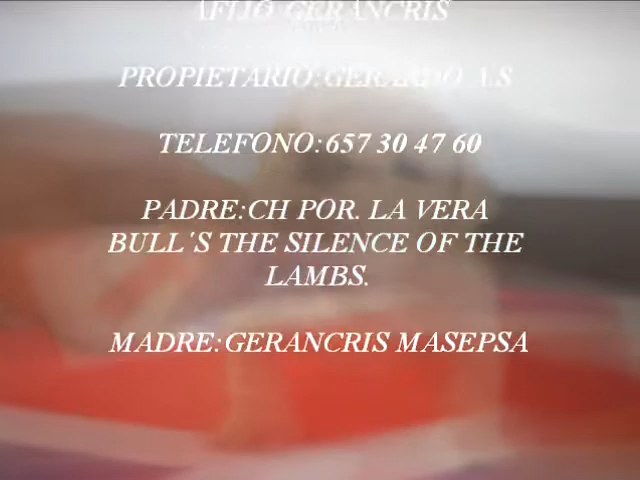 AFIJO GERANCRIS
PROPIETARIO:GERARDO A.S
TELEFONO:657 30 47 60
PADRE:CH POR. LA VERA
BULL´S THE SILENCE OF THE
LAMBS.
MADRE:GERANCRIS MASEPSA